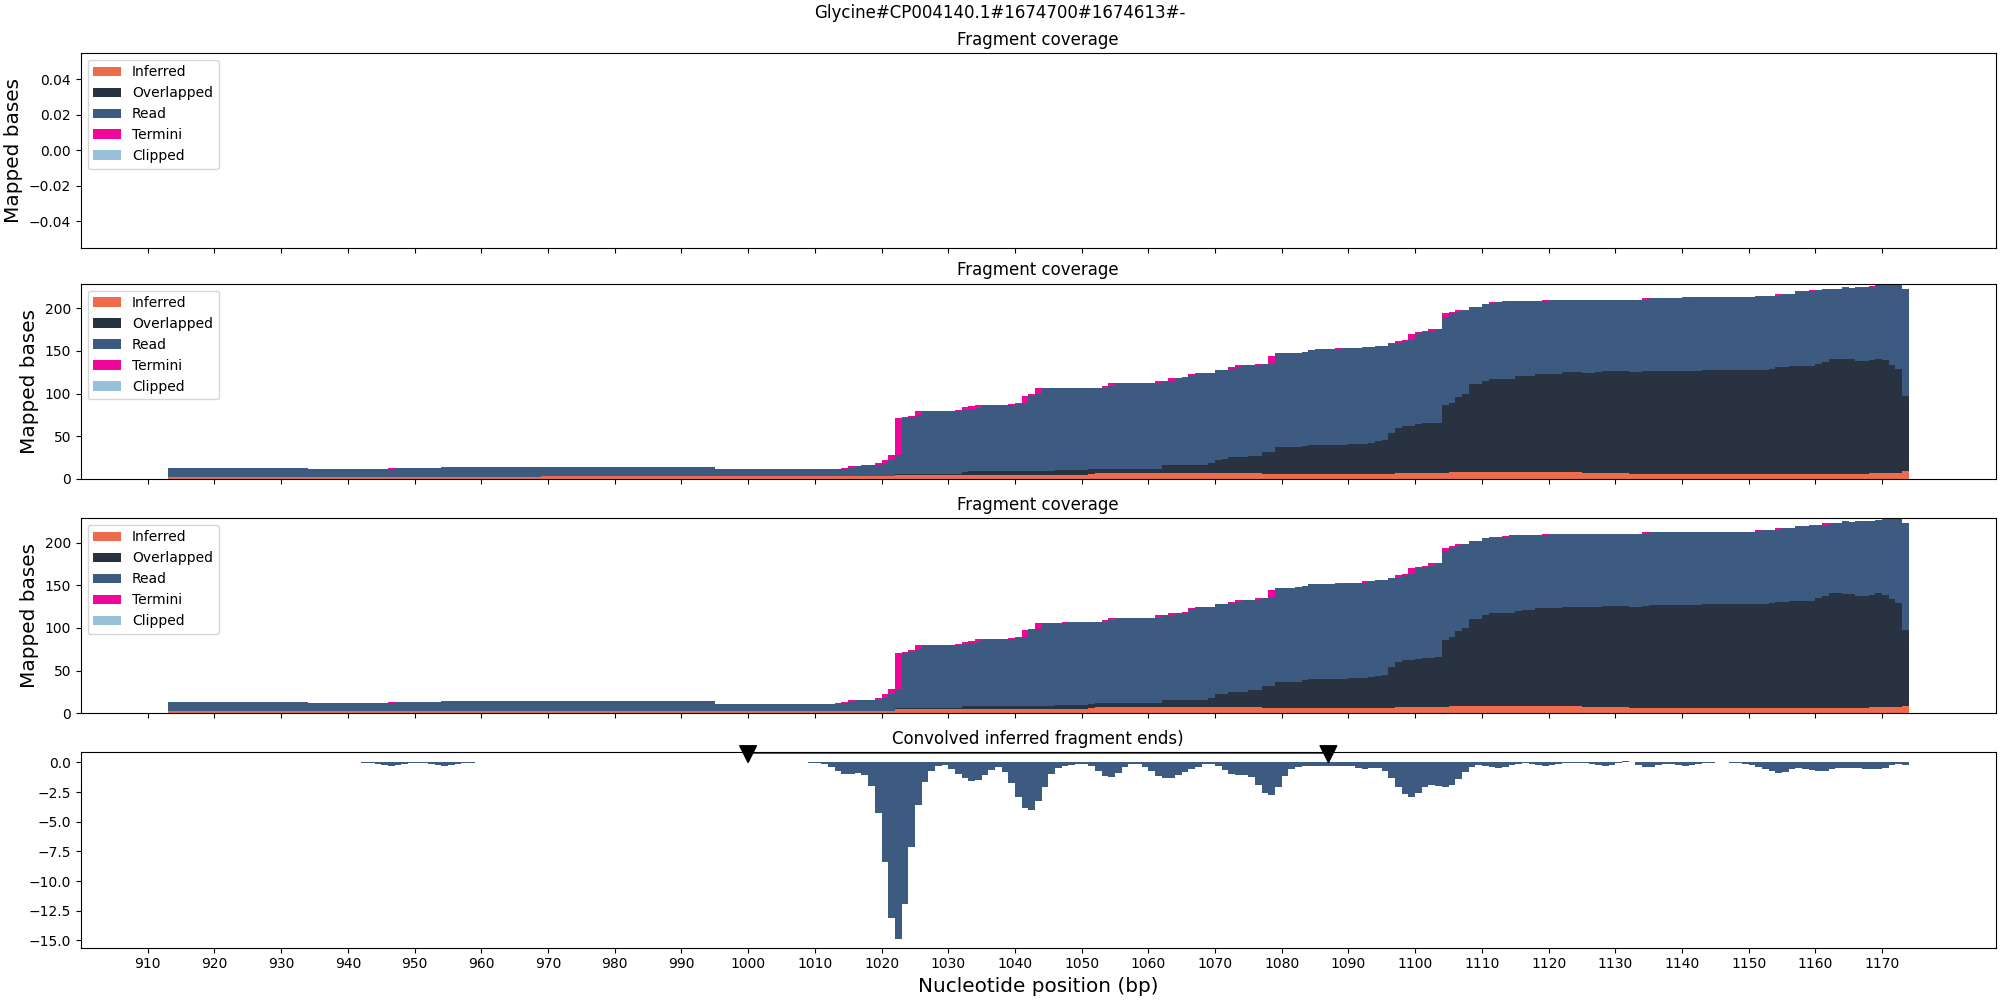 Glycine#CP004140.1#1674700#1674613#-
Fragment coverage
Mapped bases
0.04
0.02
0.00
−0.02
−0.04
Inferred
Overlapped
Read
Termini
Clipped
Fragment coverage
Mapped bases
200
150
100
50
0
Inferred
Overlapped
Read
Termini
Clipped
Fragment coverage
Mapped bases
200
150
100
50
0
Inferred
Overlapped
Read
Termini
Clipped
Convolved inferred fragment ends)
0.0
−2.5
−5.0
−7.5
−10.0
−12.5
−15.0
910 920 930 940 950 960 970 980 990 1000 1010 1020 1030 1040 1050 1060 1070 1080 1090 1100 1110 1120 1130 1140 1150 1160 1170
Nucleotide position (bp)